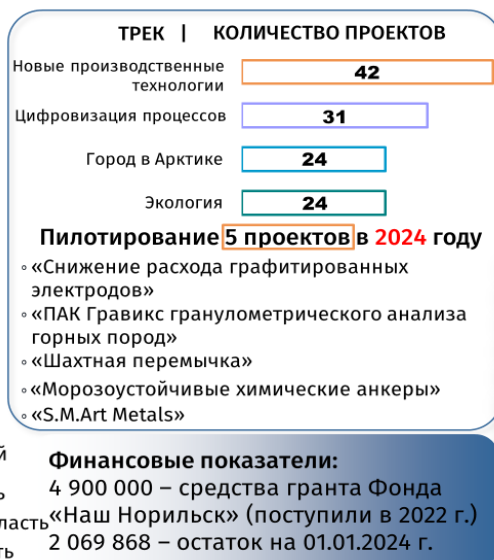 ТРЕК | КОЛИЧЕСТВО ПРОЕКТОВ
Новые производственные
технологии 42
Цифровизация процессов 31
Город в Арктике 24
Экология 24
Пилотирование 5 проектов в 2024 году
◦ «Снижение расхода графитированных
электродов»
◦ «ПАК Гравикс гранулометрического анализа
горных пород»
◦ «Шахтная перемычка»
◦ «Морозоустойчивые химические анкеры»
◦ «S.M.Art Metals»
Финансовые показатели:
4 900 000 – средства гранта Фонда
«Наш Норильск» (поступили в 2022 г.)
2 069 868 – остаток на 01.01.2024 г.